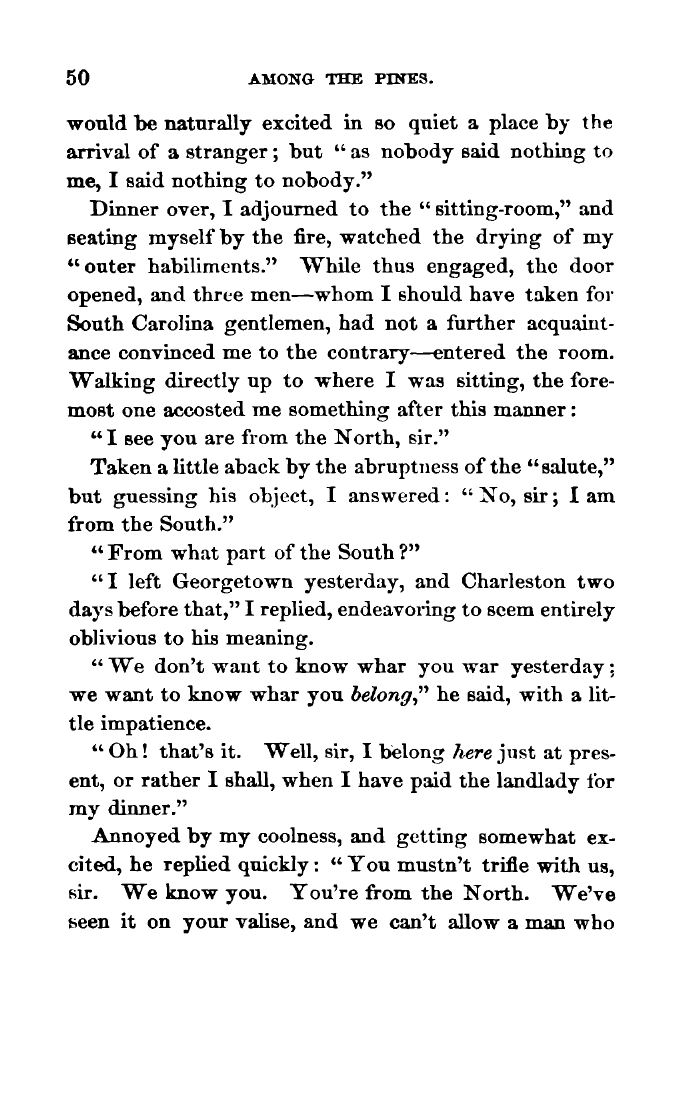 50 AMONG THE PINES.
would be naturally excited in so quiet a place by the
arrival of a stranger; but “as nobody said nothing to
me, I said nothing to nobody.”
Dinner over, I adjourned to the “sitting-room,” and
seating myself by the fire, watched the drying of my
“outer habiliments.” While thus engaged, the door
opened, and three men—whom I should have taken for
South Carolina gentlemen, had not a further acquaint-
ance convinced me to the contrary—entered the room.
Walking directly up to where I was sitting, the fore-
most one accosted me something after this manner:
“I see you are from the North, sir.”
Taken a little aback by the abruptness of the “salute,”
but guessing his object, I answered: “No, sir; I am
from the South.”
“From what part of the South?”
“I left Georgetown yesterday, and Charleston two
days before that,” I replied, endeavoring to seem entirely
oblivious to his meaning.
“We don’t want to know whar you war yesterday;
we want to know whar you belong,” he said, with a lit-
tle impatience.
“Oh! that’s it. Well, sir, I belong here just at pres-
ent, or rather I shall, when I have paid the landlady for
my dinner.”
Annoyed by my coolness, and getting somewhat ex-
cited, he replied quickly: “You mustn’t trifle with us,
sir. We know you. You’re from the North. We’ve
seen it on your valise, and we can’t allow a man who